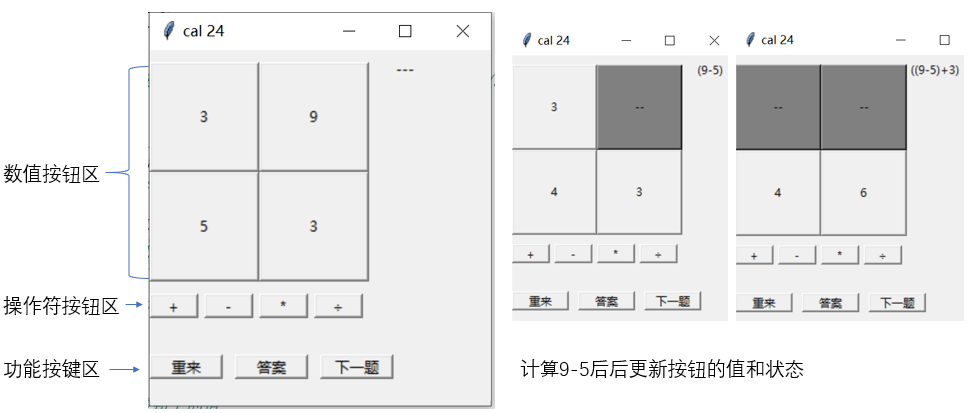 cal 24
---
3 9
5 3
+ - * ÷
重来 答案 下一题
数值按钮区
操作符按钮区
功能按键区
cal 24
(9-5)
3 --
4 3
+ - * ÷
重来 答案 下一题
cal 24
((9-5)+3)
-- --
4 6
+ - * ÷
重来 答案 下一题
计算9-5后后更新按钮的值和状态